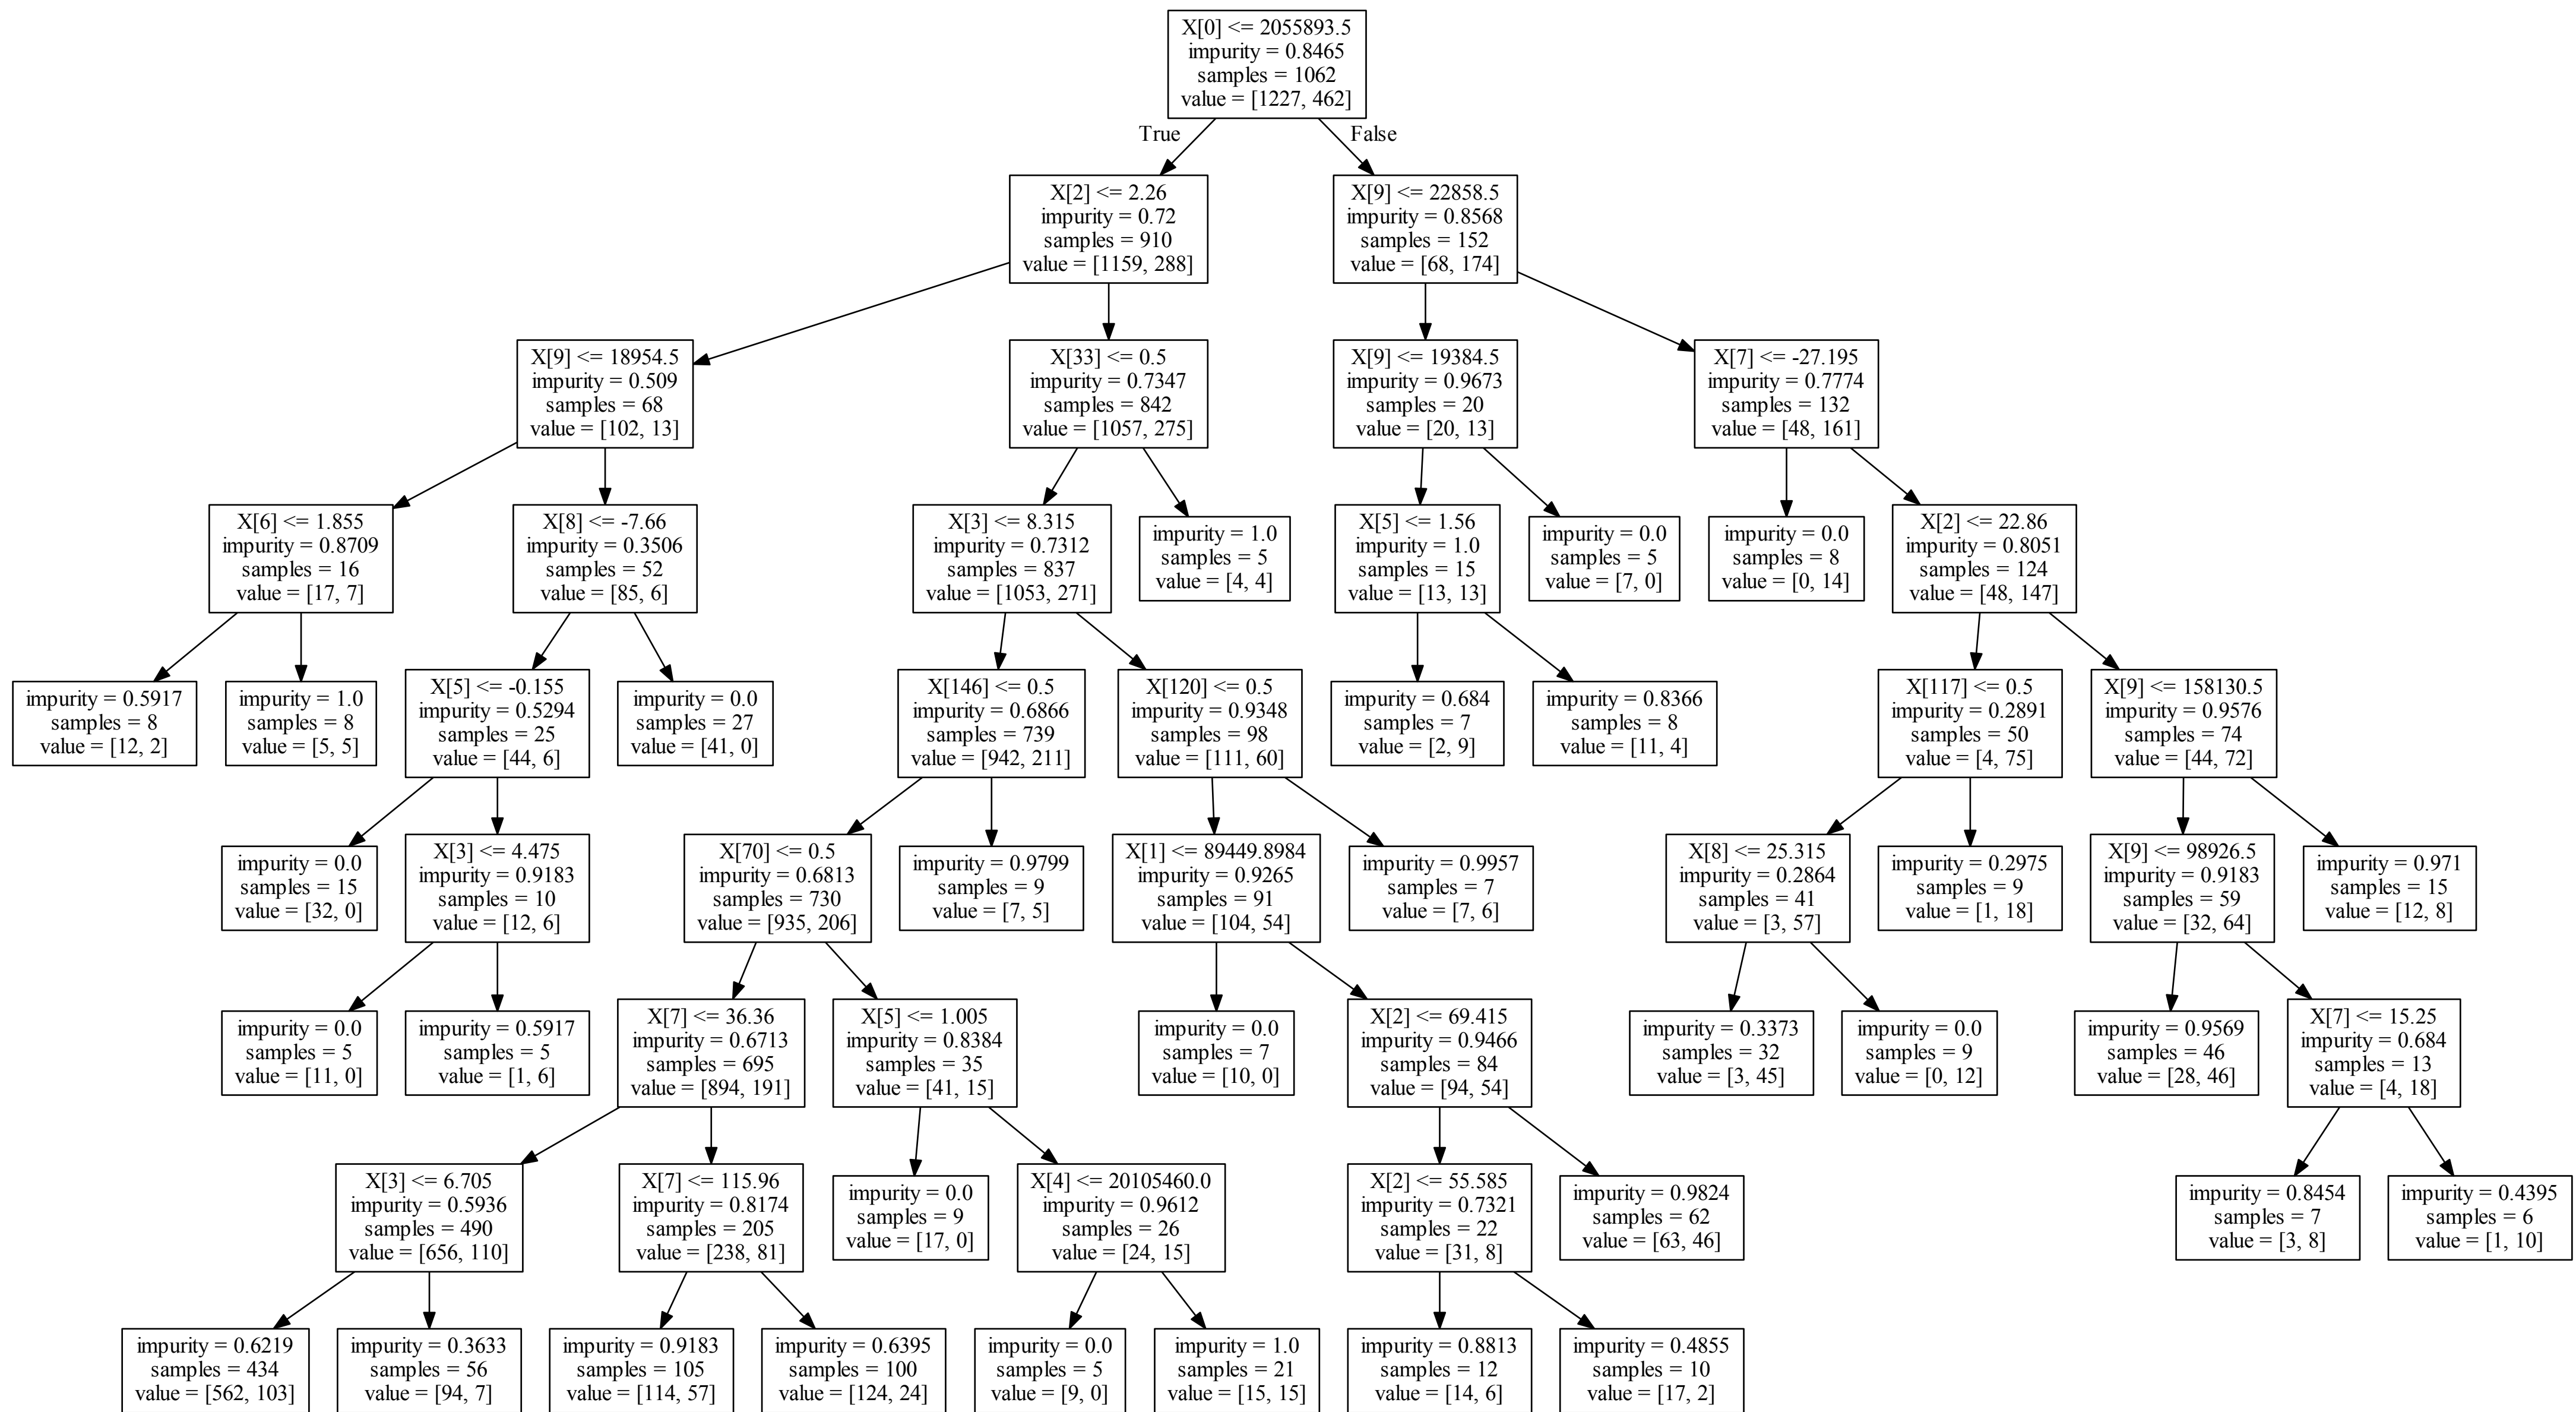 X[0] <= 2055893.5
impurity = 0.8465
samples = 1062
value = [1227, 462]
True
False
X[2] <= 2.26
impurity = 0.72
samples = 910
value = [1159, 288]
X[9] <= 22858.5
impurity = 0.8568
samples = 152
value = [68, 174]
X[9] <= 18954.5
impurity = 0.509
samples = 68
value = [102, 13]
X[33] <= 0.5
impurity = 0.7347
samples = 842
value = [1057, 275]
X[9] <= 19384.5
impurity = 0.9673
samples = 20
value = [20, 13]
X[7] <= -27.195
impurity = 0.7774
samples = 132
value = [48, 161]
X[6] <= 1.855
impurity = 0.8709
samples = 16
value = [17, 7]
X[8] <= -7.66
impurity = 0.3506
samples = 52
value = [85, 6]
X[3] <= 8.315
impurity = 0.7312
samples = 837
value = [1053, 271]
impurity = 1.0
samples = 5
value = [4, 4]
X[5] <= 1.56
impurity = 1.0
samples = 15
value = [13, 13]
impurity = 0.0
samples = 5
value = [7, 0]
impurity = 0.0
samples = 8
value = [0, 14]
X[2] <= 22.86
impurity = 0.8051
samples = 124
value = [48, 147]
impurity = 0.5917
samples = 8
value = [12, 2]
impurity = 1.0
samples = 8
value = [5, 5]
X[5] <= -0.155
impurity = 0.5294
samples = 25
value = [44, 6]
impurity = 0.0
samples = 27
value = [41, 0]
X[146] <= 0.5
impurity = 0.6866
samples = 739
value = [942, 211]
X[120] <= 0.5
impurity = 0.9348
samples = 98
value = [111, 60]
impurity = 0.684
samples = 7
value = [2, 9]
impurity = 0.8366
samples = 8
value = [11, 4]
X[117] <= 0.5
impurity = 0.2891
samples = 50
value = [4, 75]
X[9] <= 158130.5
impurity = 0.9576
samples = 74
value = [44, 72]
impurity = 0.0
samples = 15
value = [32, 0]
X[3] <= 4.475
impurity = 0.9183
samples = 10
value = [12, 6]
X[70] <= 0.5
impurity = 0.6813
samples = 730
value = [935, 206]
impurity = 0.9799
samples = 9
value = [7, 5]
X[1] <= 89449.8984
impurity = 0.9265
samples = 91
value = [104, 54]
impurity = 0.9957
samples = 7
value = [7, 6]
X[8] <= 25.315
impurity = 0.2864
samples = 41
value = [3, 57]
impurity = 0.2975
samples = 9
value = [1, 18]
X[9] <= 98926.5
impurity = 0.9183
samples = 59
value = [32, 64]
impurity = 0.971
samples = 15
value = [12, 8]
impurity = 0.0
samples = 5
value = [11, 0]
impurity = 0.5917
samples = 5
value = [1, 6]
X[7] <= 36.36
impurity = 0.6713
samples = 695
value = [894, 191]
X[5] <= 1.005
impurity = 0.8384
samples = 35
value = [41, 15]
impurity = 0.0
samples = 7
value = [10, 0]
X[2] <= 69.415
impurity = 0.9466
samples = 84
value = [94, 54]
impurity = 0.3373
samples = 32
value = [3, 45]
impurity = 0.0
samples = 9
value = [0, 12]
impurity = 0.9569
samples = 46
value = [28, 46]
X[7] <= 15.25
impurity = 0.684
samples = 13
value = [4, 18]
X[3] <= 6.705
impurity = 0.5936
samples = 490
value = [656, 110]
X[7] <= 115.96
impurity = 0.8174
samples = 205
value = [238, 81]
impurity = 0.0
samples = 9
value = [17, 0]
X[4] <= 20105460.0
impurity = 0.9612
samples = 26
value = [24, 15]
X[2] <= 55.585
impurity = 0.7321
samples = 22
value = [31, 8]
impurity = 0.9824
samples = 62
value = [63, 46]
impurity = 0.8454
samples = 7
value = [3, 8]
impurity = 0.4395
samples = 6
value = [1, 10]
impurity = 0.6219
samples = 434
value = [562, 103]
impurity = 0.3633
samples = 56
value = [94, 7]
impurity = 0.9183
samples = 105
value = [114, 57]
impurity = 0.6395
samples = 100
value = [124, 24]
impurity = 0.0
samples = 5
value = [9, 0]
impurity = 1.0
samples = 21
value = [15, 15]
impurity = 0.8813
samples = 12
value = [14, 6]
impurity = 0.4855
samples = 10
value = [17, 2]